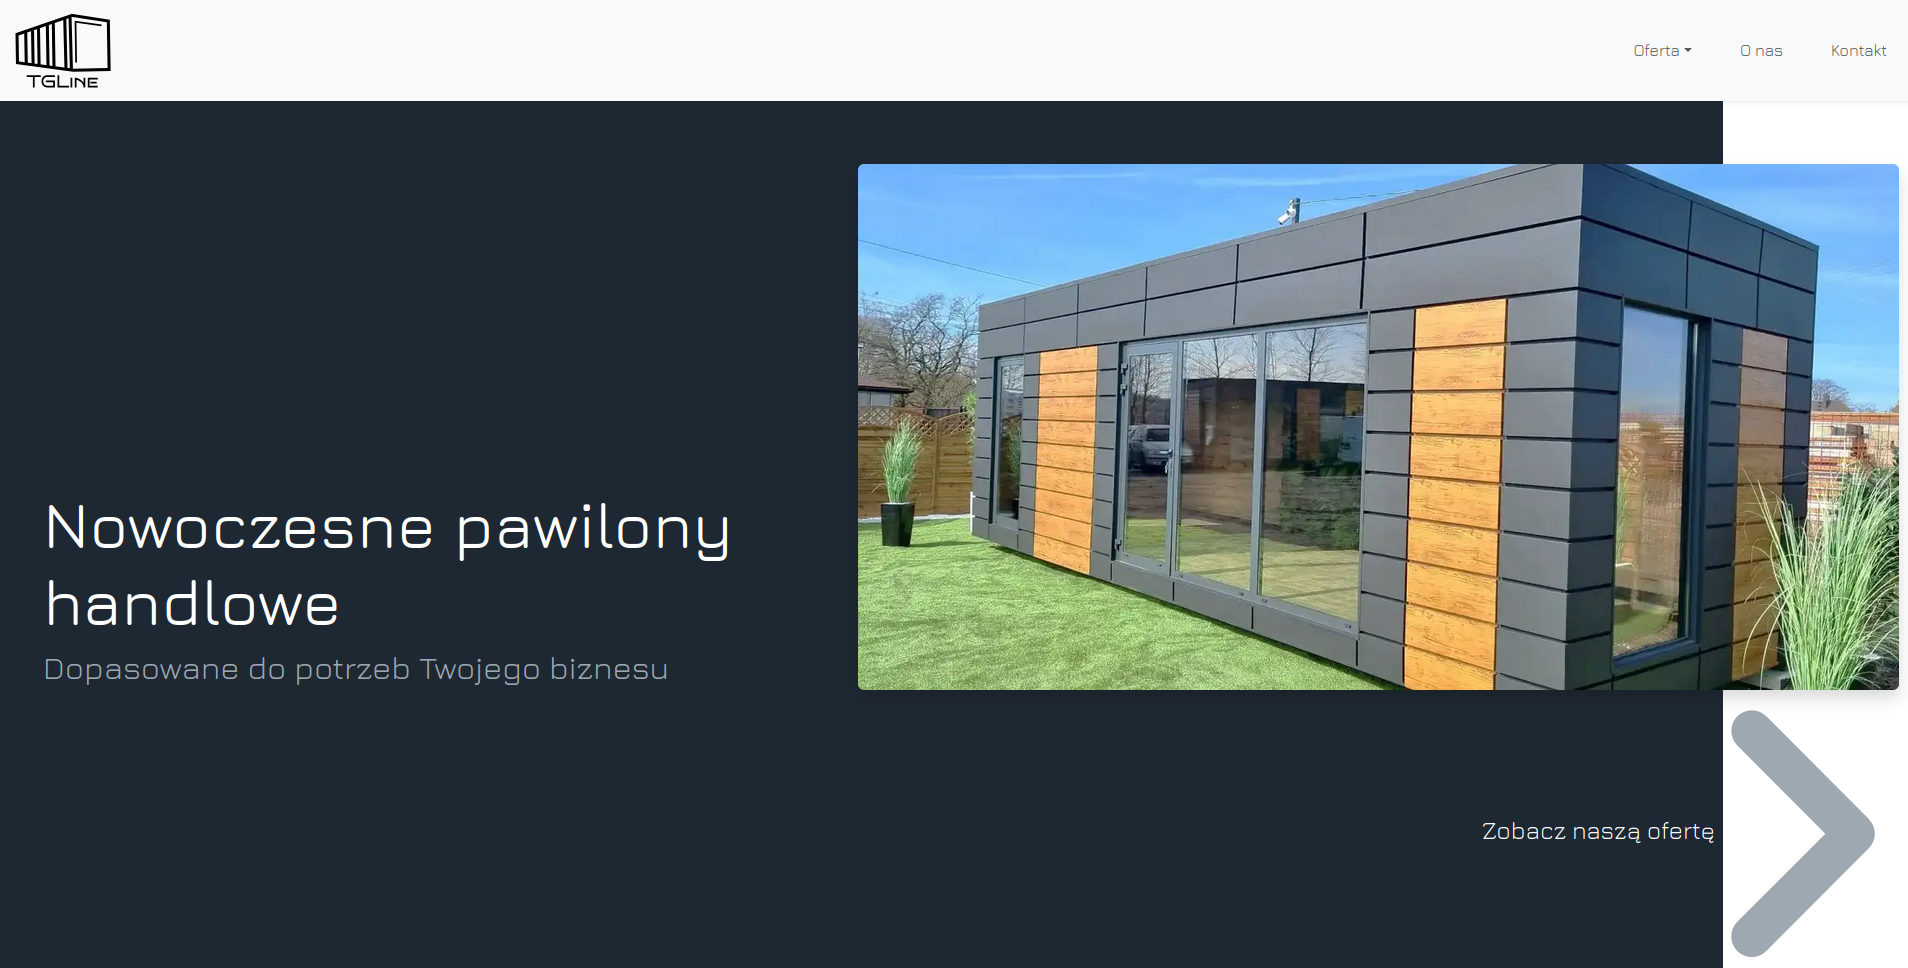 TGLINE
Oferta
O nas
Kontakt
Nowoczesne pawilony
handlowe
Dopasowane do potrzeb Twojego biznesu
Zobacz naszą ofertę